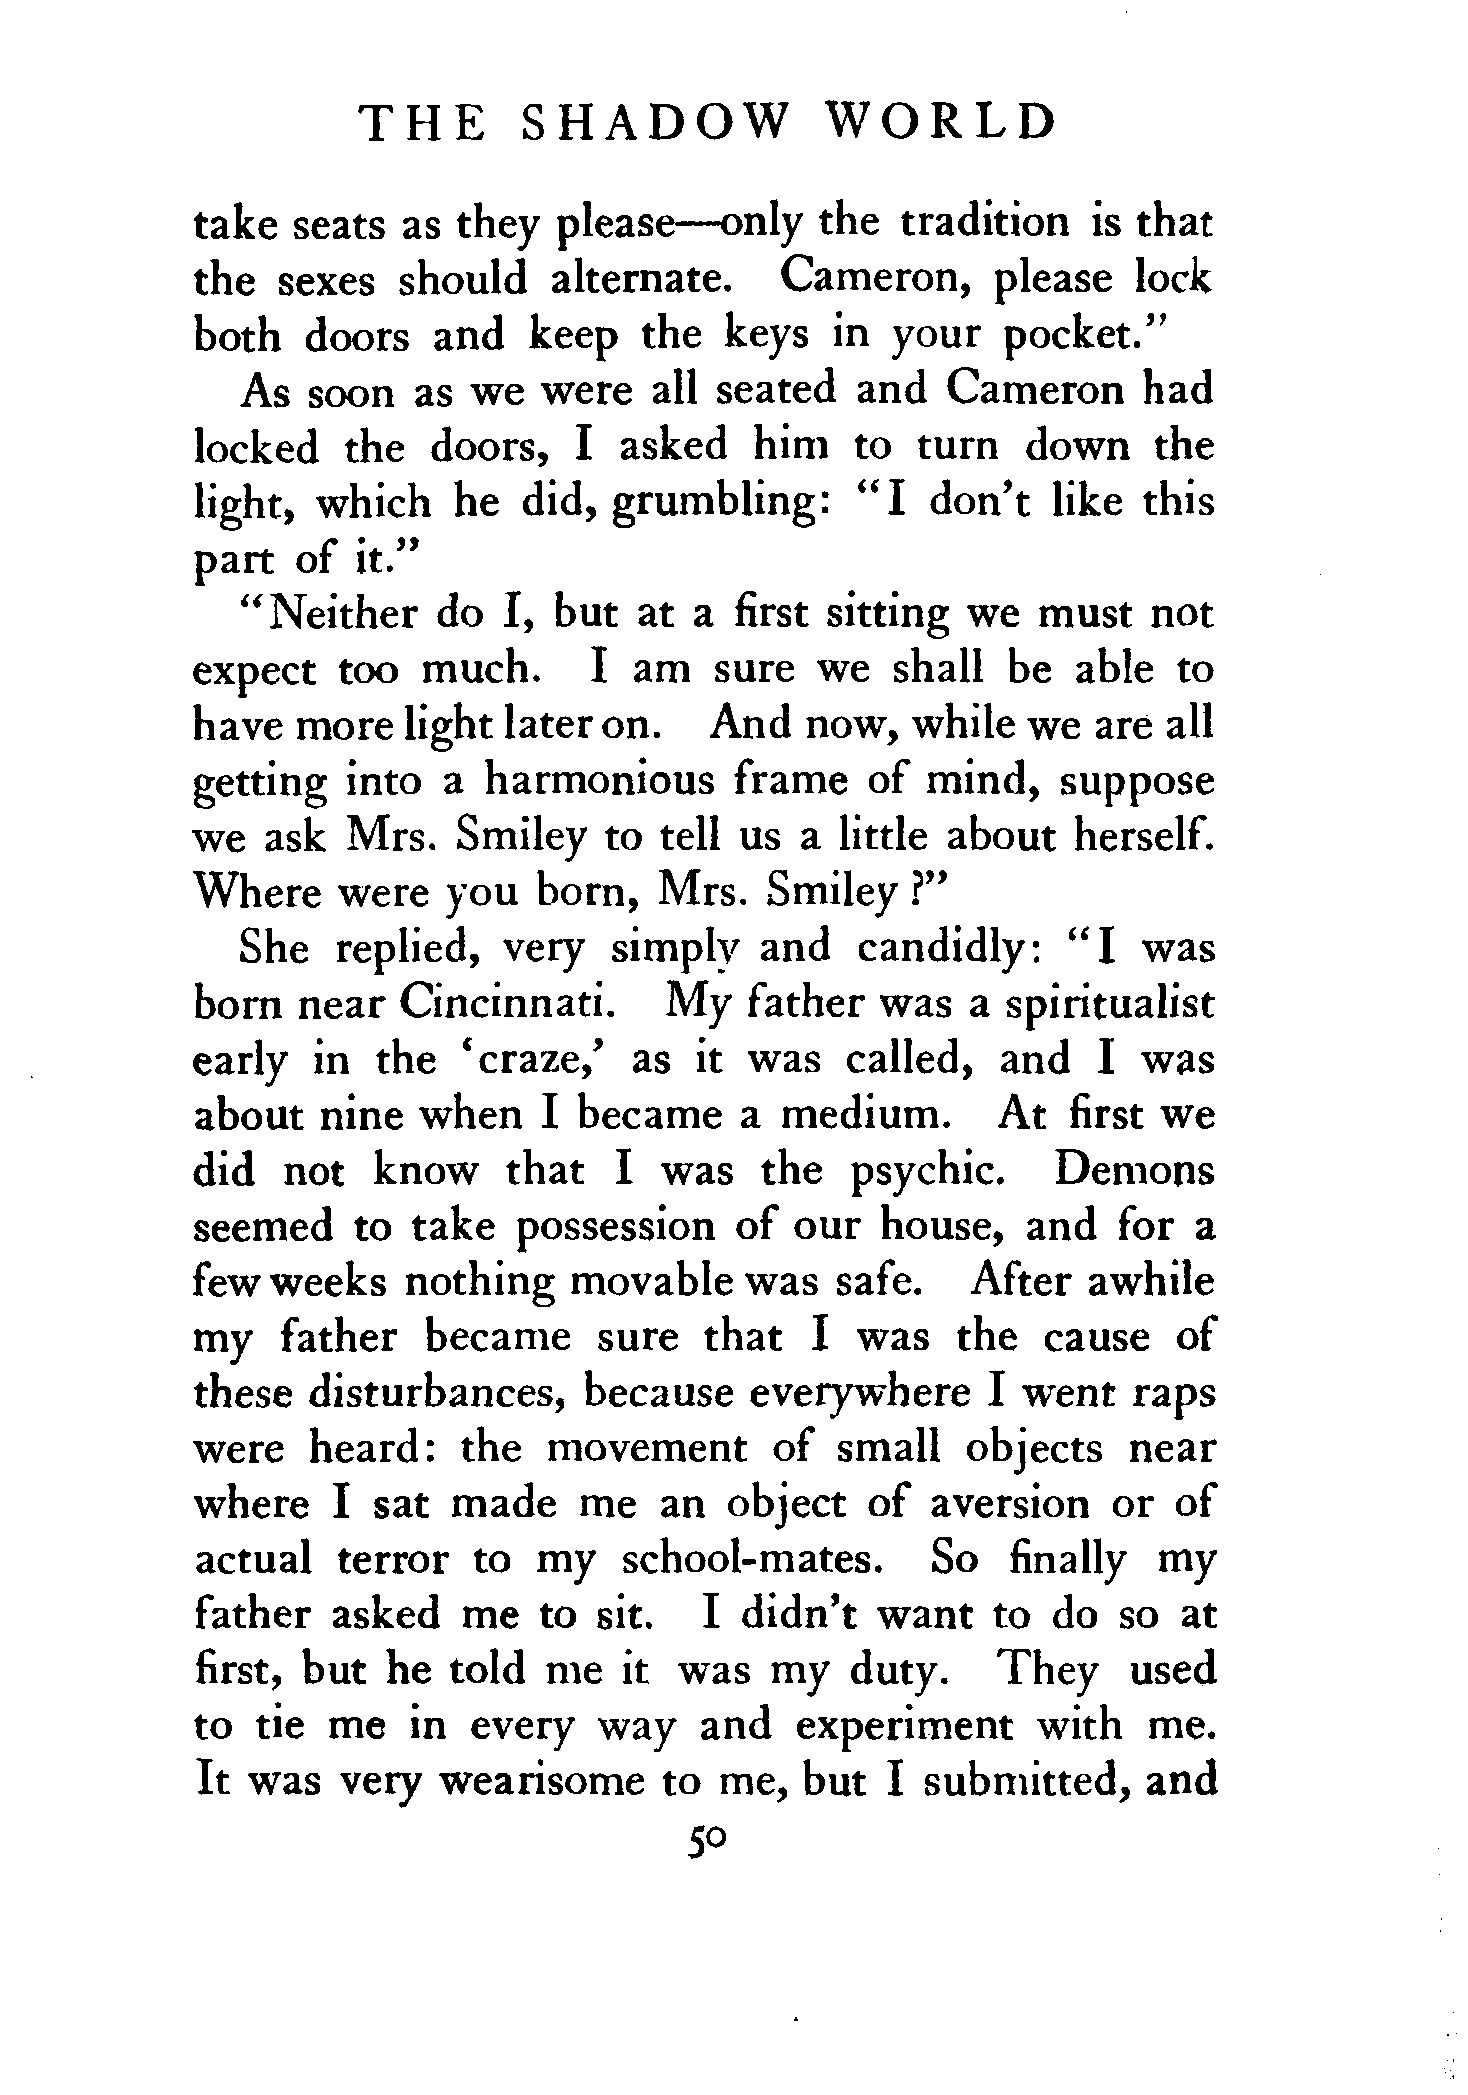 THE SHADOW WORLD
take seats as they please—only the tradition is that
the sexes should alternate. Cameron, please lock
both doors and keep the keys in your pocket."
As soon as we were all seated and Cameron had
locked the doors, I asked him to turn down the
light, which he did, grumbling: "I don't like this
part of it."
"Neither do I, but at a first sitting we must not
expect too much. I am sure we shall be able to
have more light later on. And now, while we are all
getting into a harmonious frame of mind, suppose
we ask Mrs. Smiley to tell us a little about herself.
Where were you born, Mrs. Smiley?"
She replied, very simply and candidly: "I was
born near Cincinnati. My father was a spiritualist
early in the 'craze,' as it was called, and I was
about nine when I became a medium. At first we
did not know that I was the psychic. Demons
seemed to take possession of our house, and for a
few weeks nothing movable was safe. After awhile
my father became sure that I was the cause of
these disturbances, because everywhere I went raps
were heard: the movement of small objects near
where I sat made me an object of aversion or of
actual terror to my school-mates. So finally my
father asked me to sit. I didn't want to do so at
first, but he told me it was my duty. They used
to tie me in every way and experiment with me.
It was very wearisome to me, but I submitted, and
50